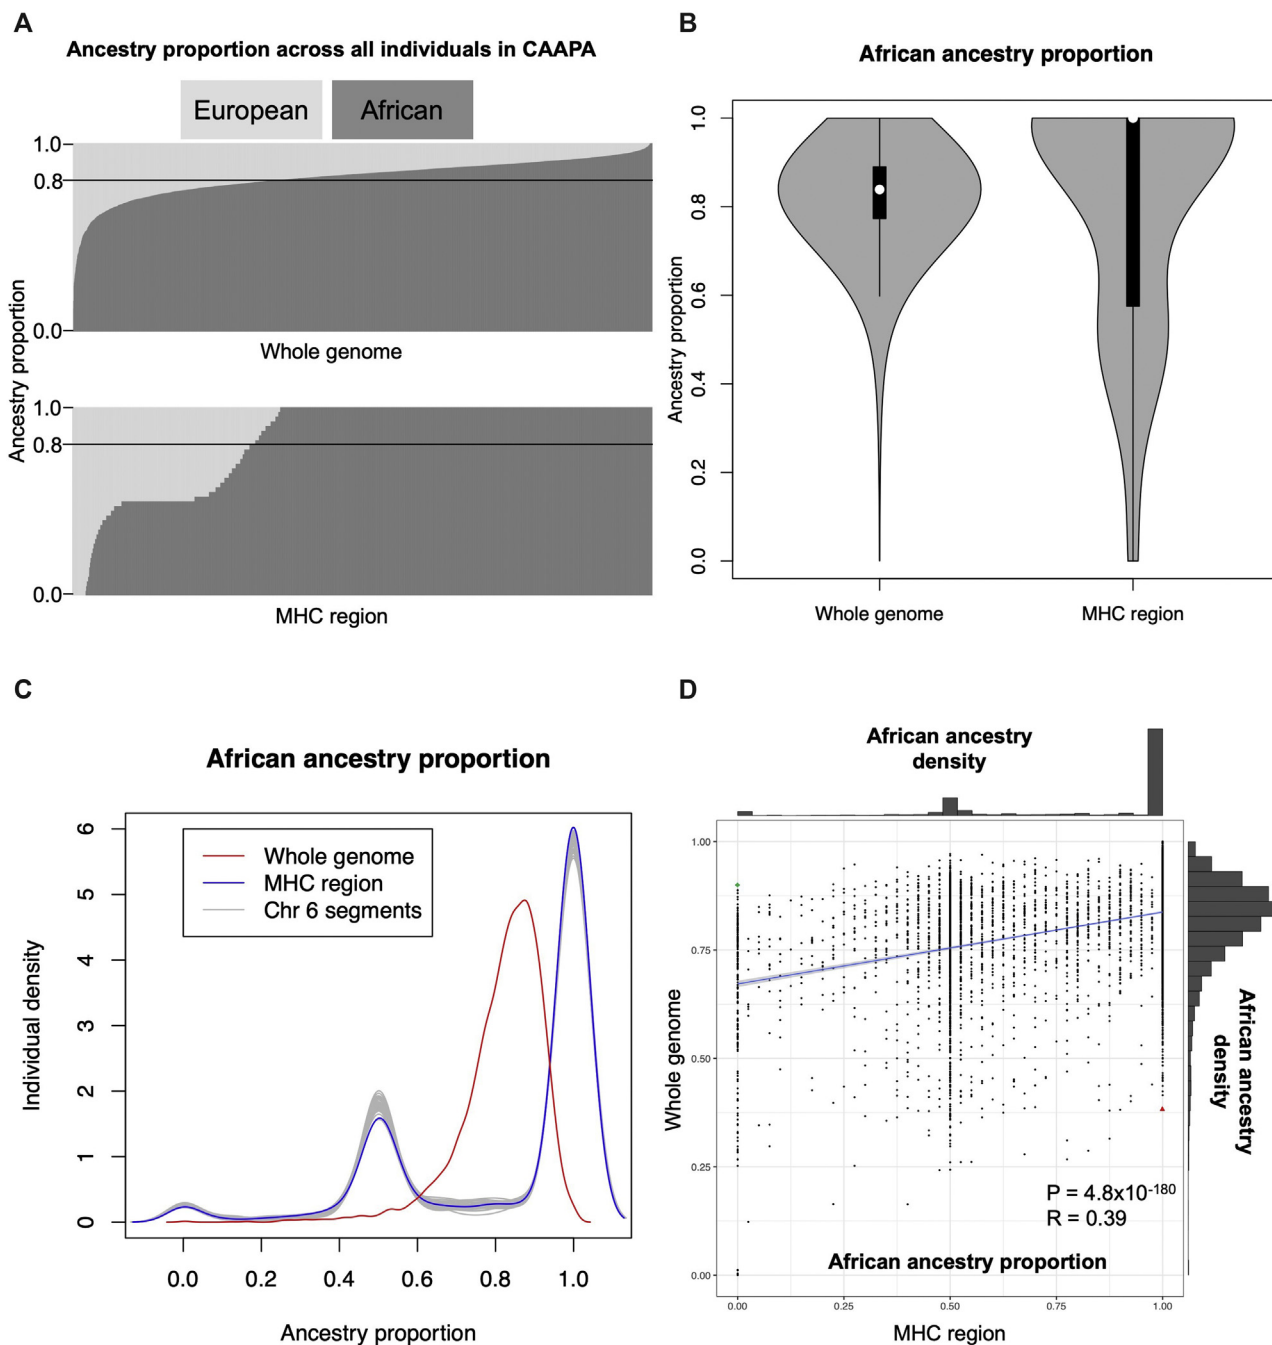 A
Ancestry proportion across all individuals in CAAPA
European
African
Ancestry proportion
1.0
0.8
0.0
Whole genome
1.0
0.8
0.0
MHC region
B
African ancestry proportion
Ancestry proportion
1.0
0.8
0.6
0.4
0.2
0.0
Whole genome
MHC region
C
African ancestry proportion
Individual density
6
5
4
3
2
1
0
Whole genome
MHC region
Chr 6 segments
0.0 0.2 0.4 0.6 0.8 1.0
Ancestry proportion
D
African ancestry
density
Whole genome
1.00
0.75
0.50
0.25
0.00
African ancestry
density
P = 4.8x10⁻¹⁸⁰
R = 0.39
African ancestry proportion
0.00 0.25 0.50 0.75 1.00
MHC region